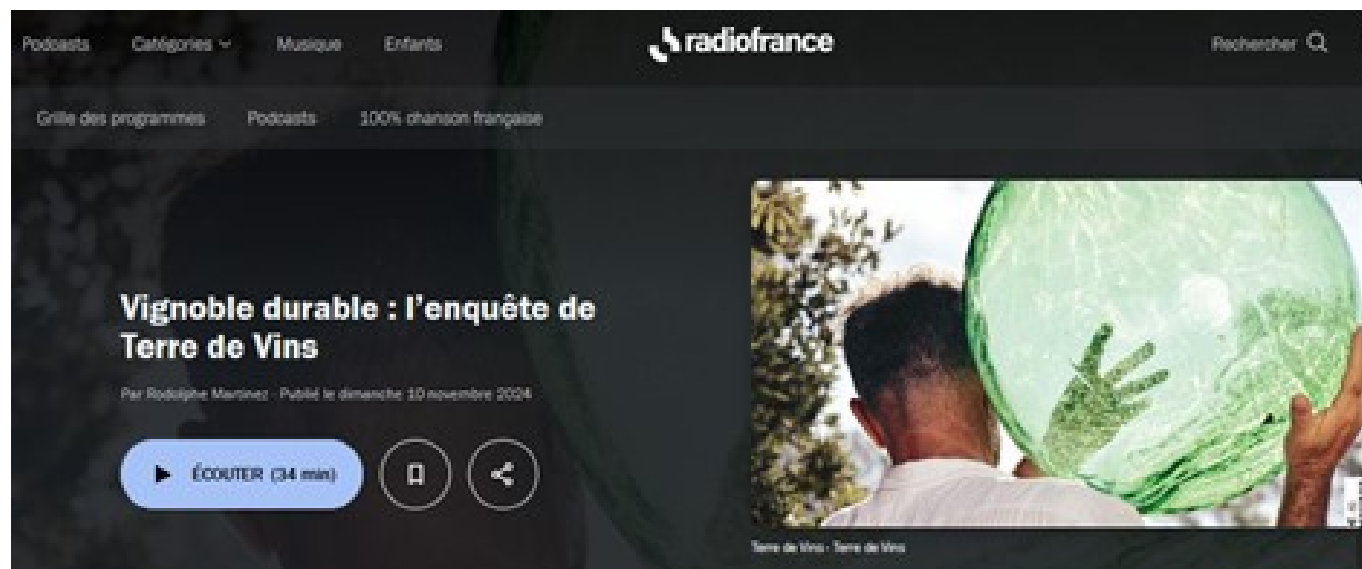 Podcasts Catégories Musique Enfants radiofrance Rechercher
Grille des programmes Podcasts 100% chanson française
Vignoble durable : l'enquête de
Terre de Vins
Par Rodolphe Martinez · Publié le dimanche 10 novembre 2024
ÉCOUTER (34 min)
Terre de Vins - Terre de Vins